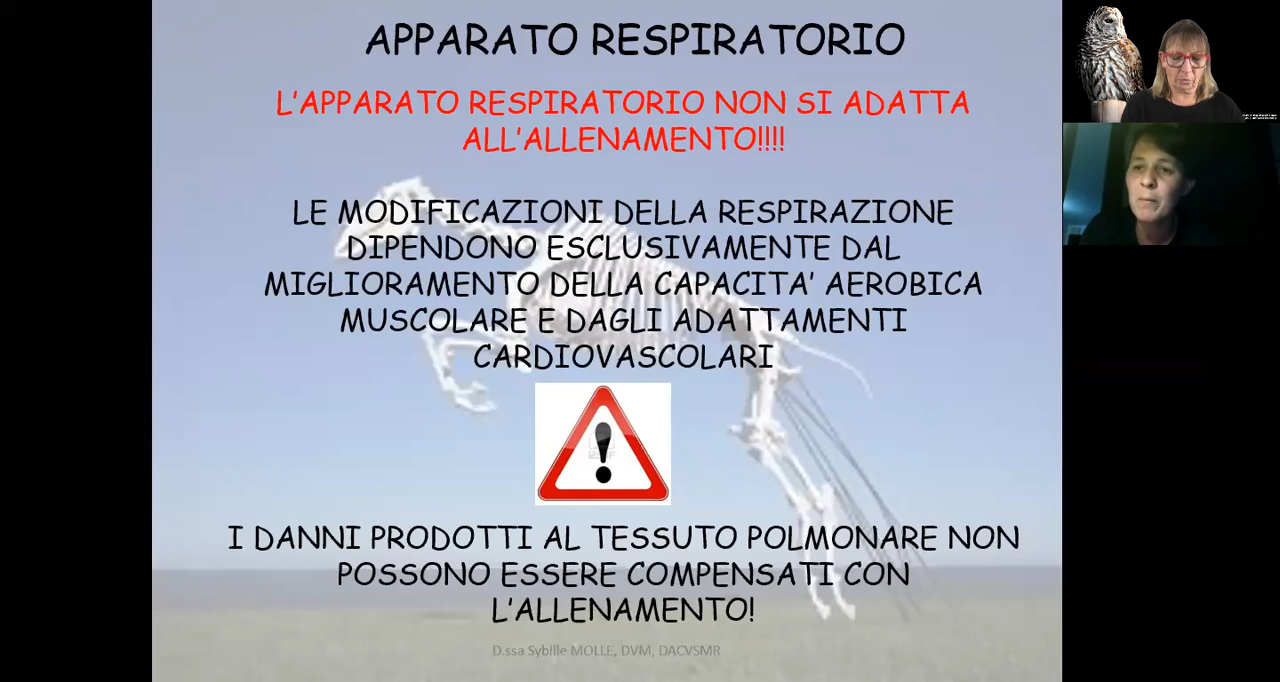 APPARATO RESPIRATORIO
L'APPARATO RESPIRATORIO NON SI ADATTA
ALL'ALLENAMENTO!!!!
LE MODIFICAZIONI DELLA RESPIRAZIONE
DIPENDONO ESCLUSIVAMENTE DAL
MIGLIORAMENTO DELLA CAPACITA' AEROBICA
MUSCOLARE E DAGLI ADATTAMENTI
CARDIOVASCOLARI
I DANNI PRODOTTI AL TESSUTO POLMONARE NON
POSSONO ESSERE COMPENSATI CON
L'ALLENAMENTO!
D.ssa Sybille MOLLE, DVM, DACVSMR